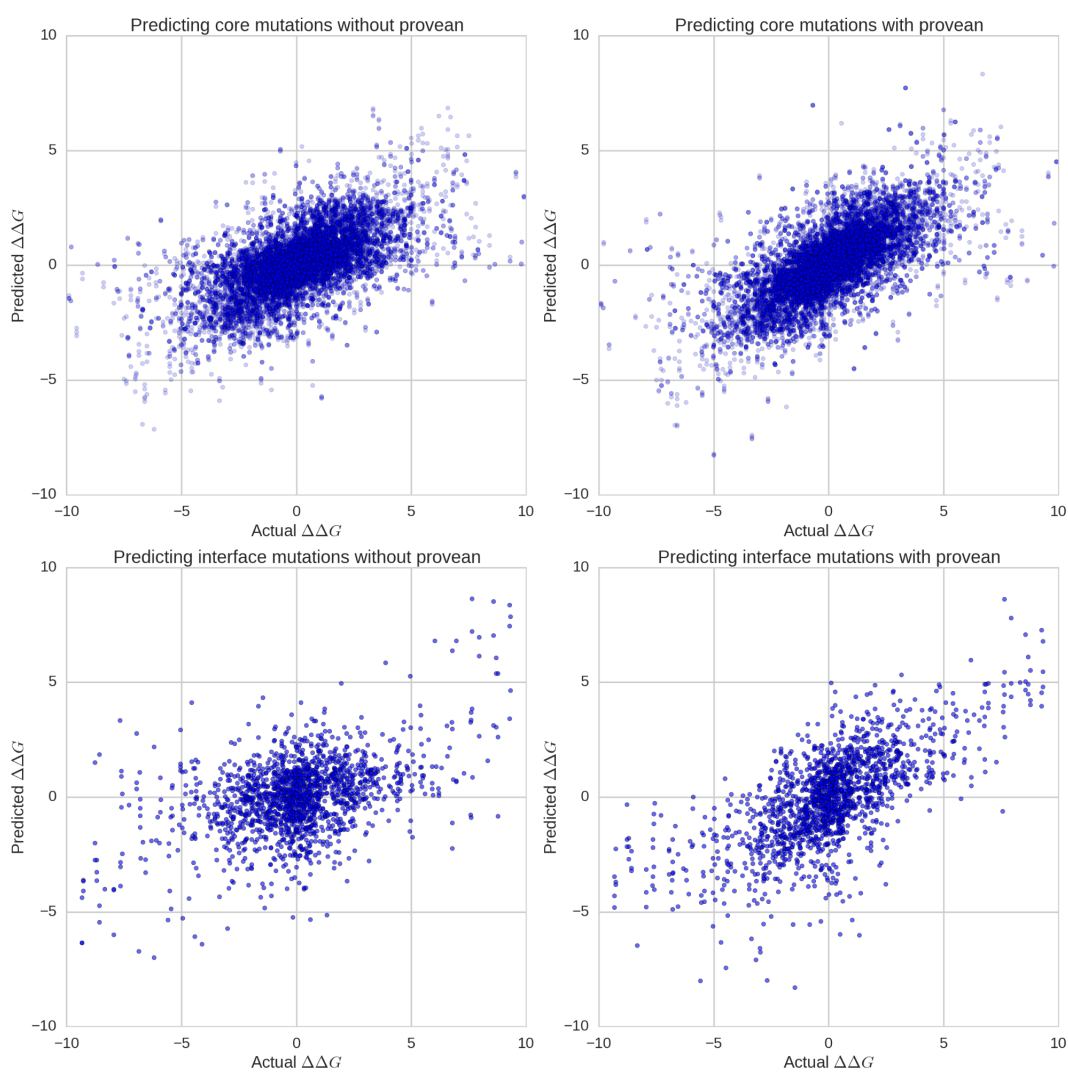 Predicting core mutations without provean
10
5
0
−5
−10
−10 −5 0 5 10
Predicted ΔΔG
Actual ΔΔG
Predicting core mutations with provean
10
5
0
−5
−10
−10 −5 0 5 10
Predicted ΔΔG
Actual ΔΔG
Predicting interface mutations without provean
10
5
0
−5
−10
−10 −5 0 5 10
Predicted ΔΔG
Actual ΔΔG
Predicting interface mutations with provean
10
5
0
−5
−10
−10 −5 0 5 10
Predicted ΔΔG
Actual ΔΔG